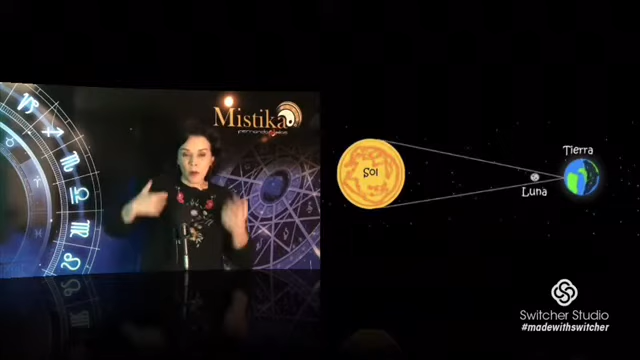 Mistika
Sol
Tierra
Luna
Switcher Studio
#madewithswitcher